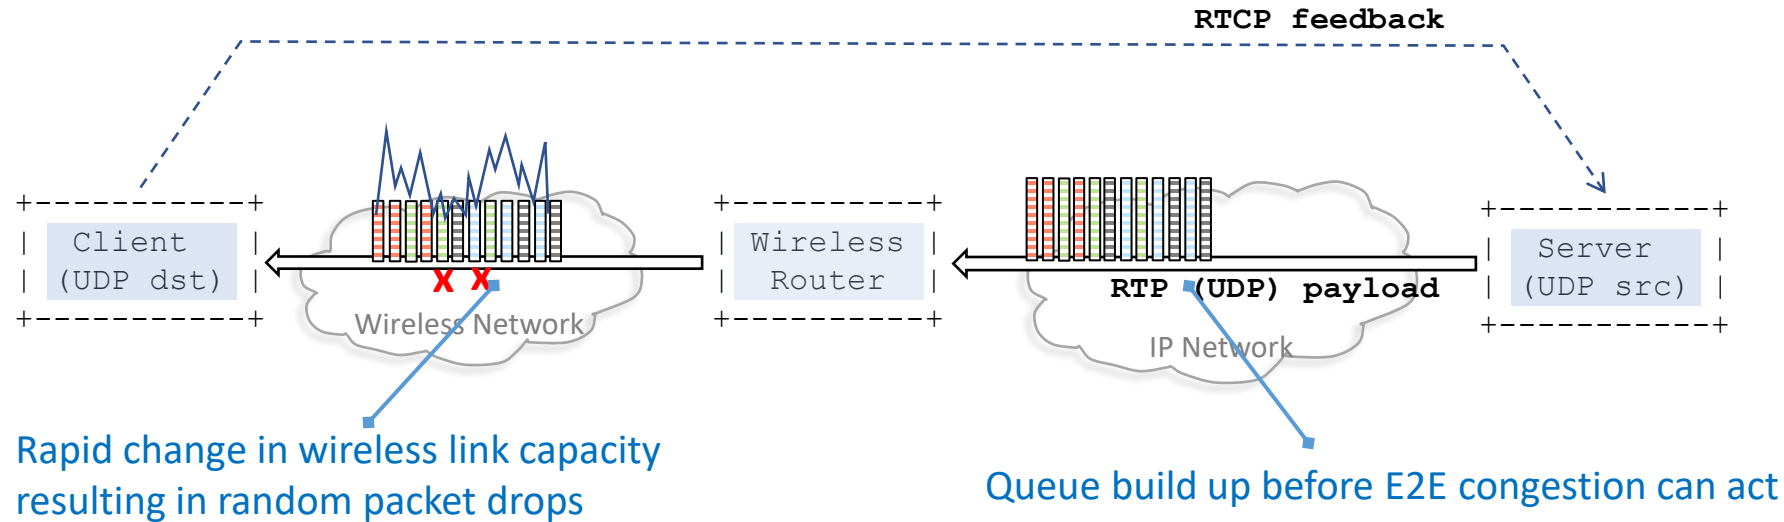 RTCP feedback
+-----------+
| Client |
| (UDP dst) |
+-----------+
X X
Wireless Network
+-----------+
| Wireless |
| Router |
+-----------+
RTP (UDP) payload
IP Network
+-----------+
| Server |
| (UDP src) |
+-----------+
Rapid change in wireless link capacity
resulting in random packet drops
Queue build up before E2E congestion can act